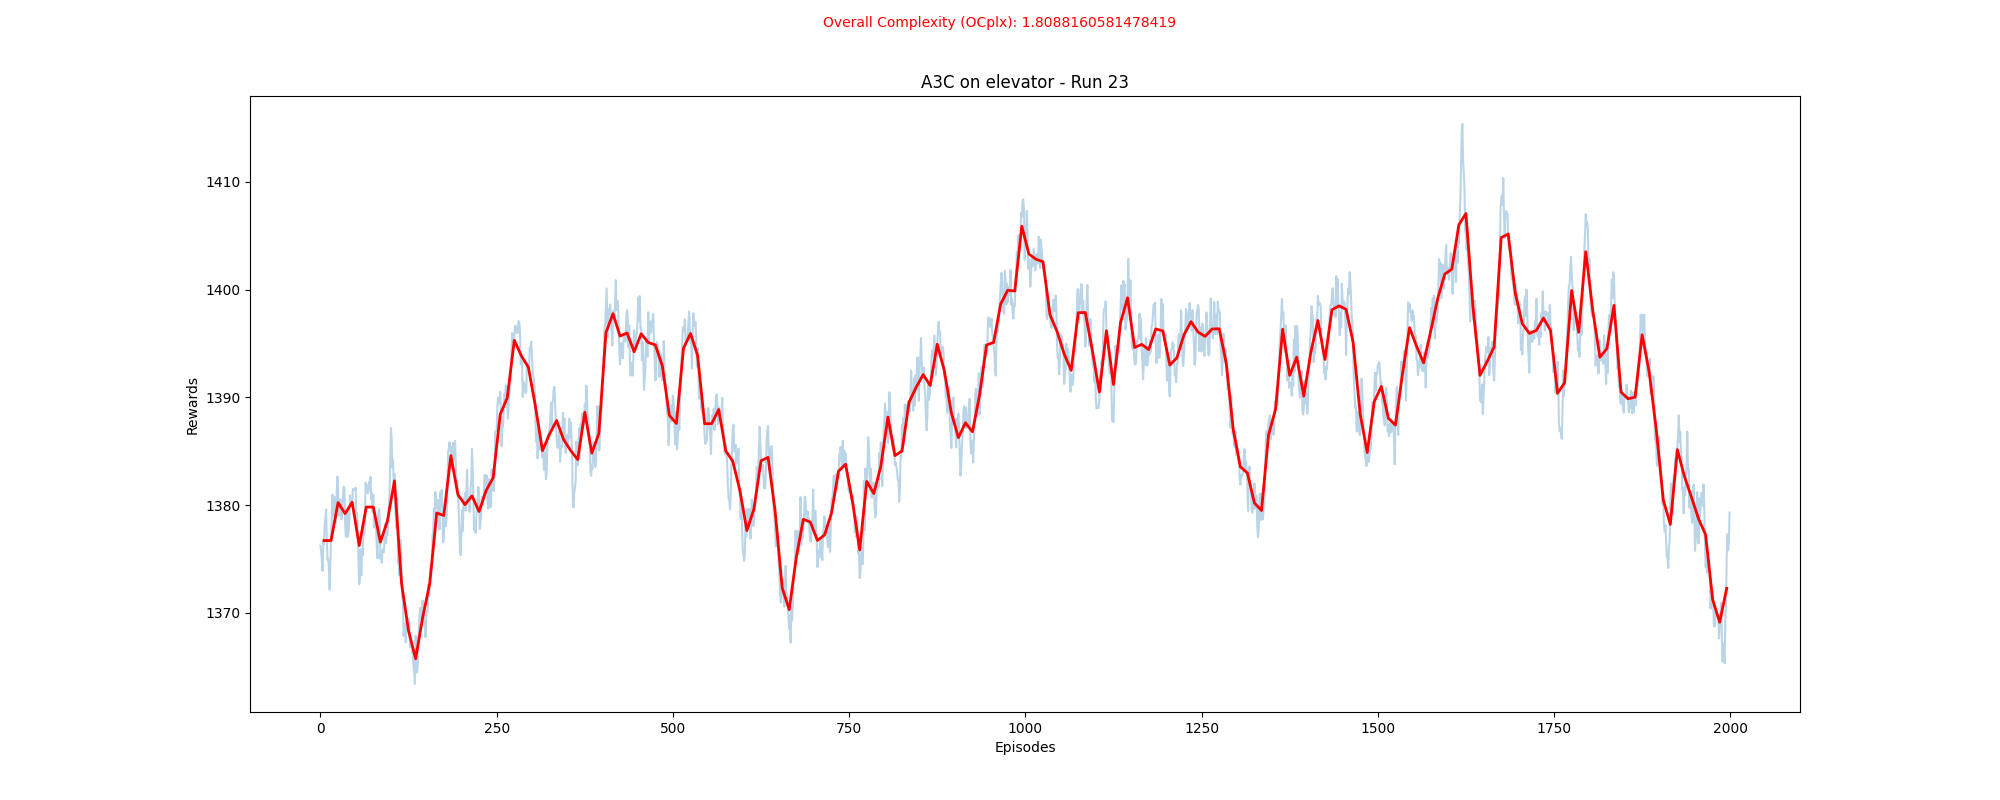 Overall Complexity (OCplx): 1.8088160581478419
A3C on elevator - Run 23
Rewards
1410
1400
1390
1380
1370
0 250 500 750 1000 1250 1500 1750 2000
Episodes